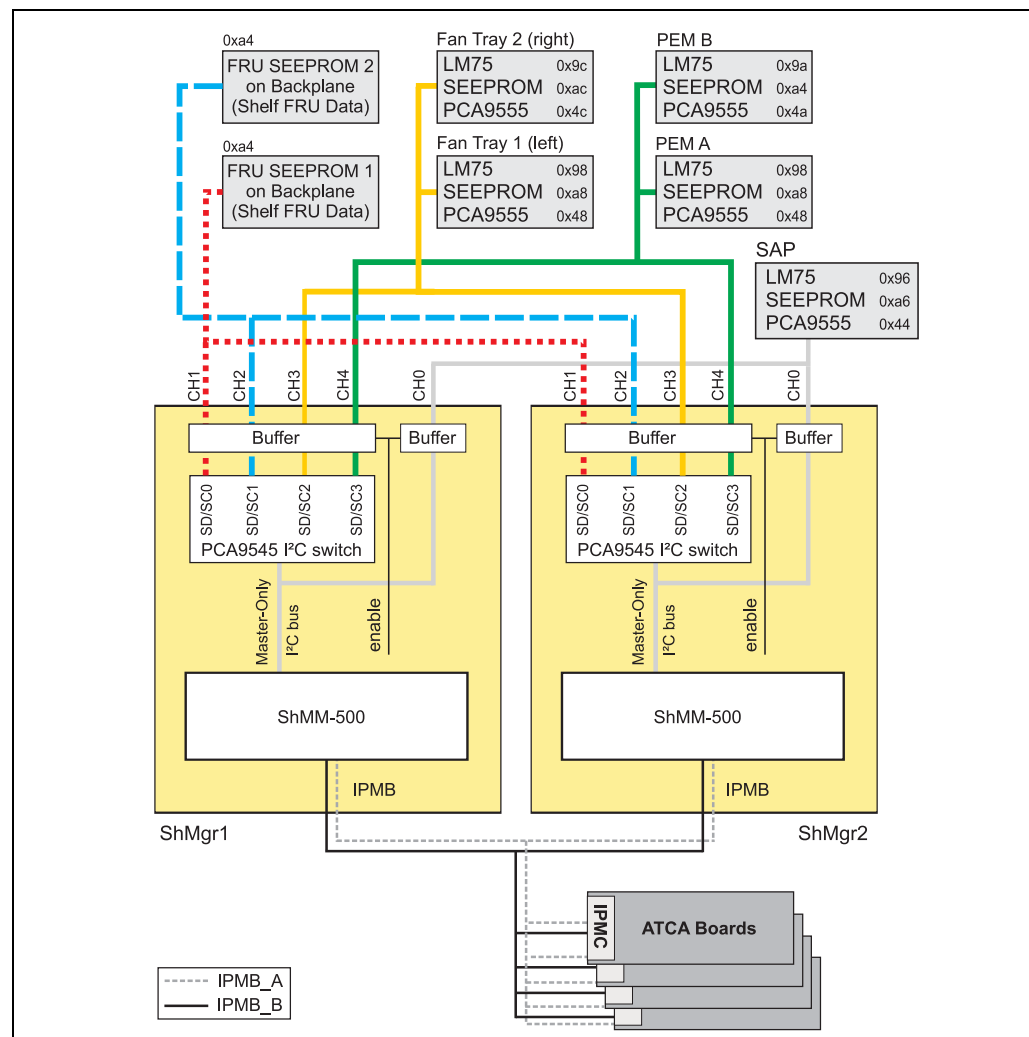 0xa4
FRU SEEPROM 2
on Backplane
(Shelf FRU Data)
Fan Tray 2 (right)
LM75 0x9c
SEEPROM 0xac
PCA9555 0x4c
PEM B
LM75 0x9a
SEEPROM 0xa4
PCA9555 0x4a
0xa4
FRU SEEPROM 1
on Backplane
(Shelf FRU Data)
Fan Tray 1 (left)
LM75 0x98
SEEPROM 0xa8
PCA9555 0x48
PEM A
LM75 0x98
SEEPROM 0xa8
PCA9555 0x48
SAP
LM75 0x96
SEEPROM 0xa6
PCA9555 0x44
CH1
CH2
CH3
CH4
CH0
CH1
CH2
CH3
CH4
CH0
Buffer
Buffer
SD/SC0
SD/SC1
SD/SC2
SD/SC3
PCA9545 I²C switch
Master-Only
I²C bus
enable
ShMM-500
IPMB
ShMgr1
Buffer
Buffer
SD/SC0
SD/SC1
SD/SC2
SD/SC3
PCA9545 I²C switch
Master-Only
I²C bus
enable
ShMM-500
IPMB
ShMgr2
IPMC
ATCA Boards
IPMB_A
IPMB_B